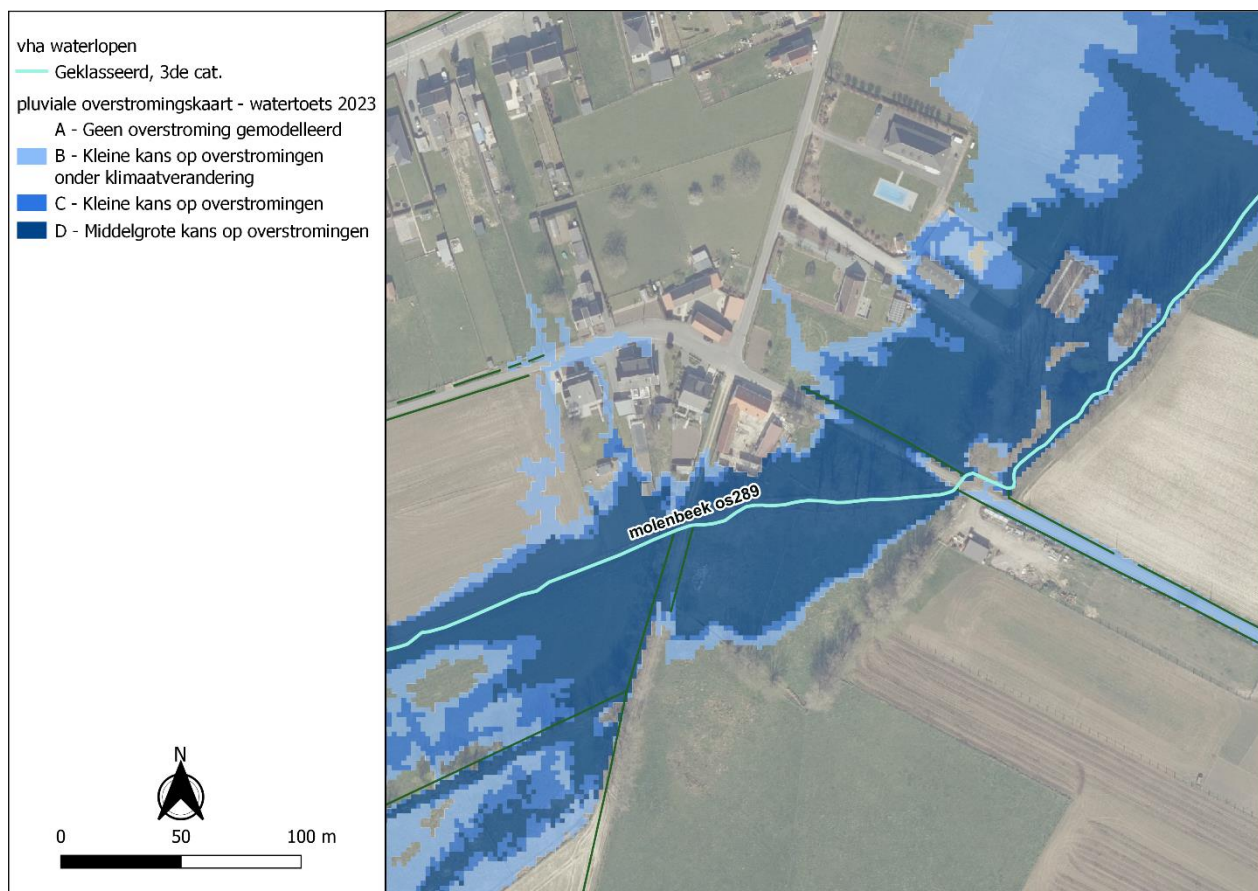 vha waterlopen
Geklasseerd, 3de cat.
pluviale overstromingskaart - watertoets 2023
A - Geen overstroming gemodelleerd
B - Kleine kans op overstromingen
onder klimaatverandering
C - Kleine kans op overstromingen
D - Middelgrote kans op overstromingen
molenbeek os289
N
0 50 100 m